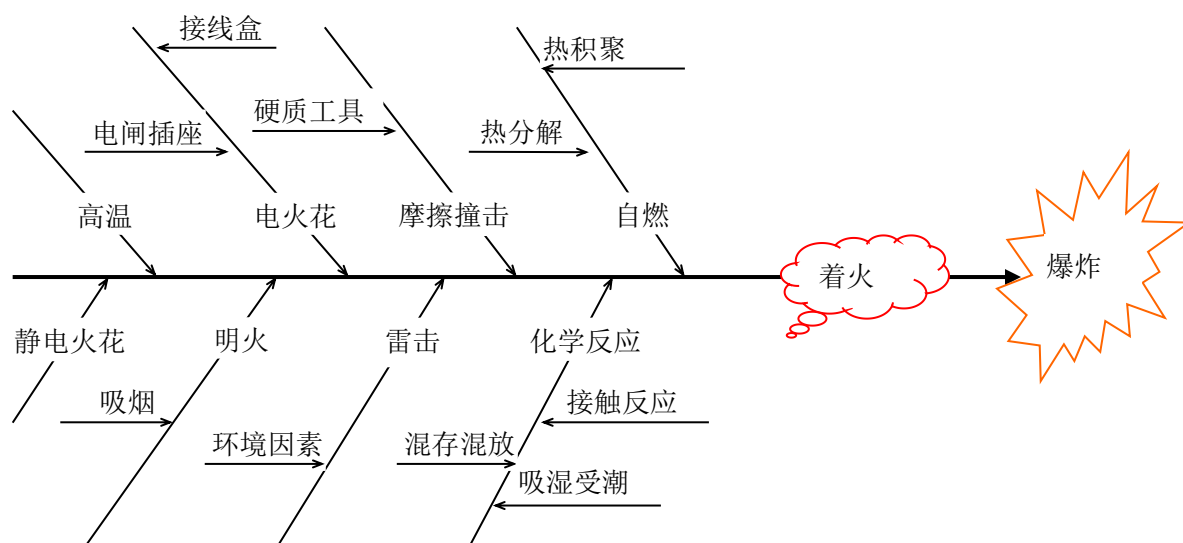 接线盒
热积聚
硬质工具
电闸插座
热分解
高温
电火花
摩擦撞击
自燃
着火
爆炸
静电火花
明火
雷击
化学反应
吸烟
接触反应
环境因素
混存混放
吸湿受潮